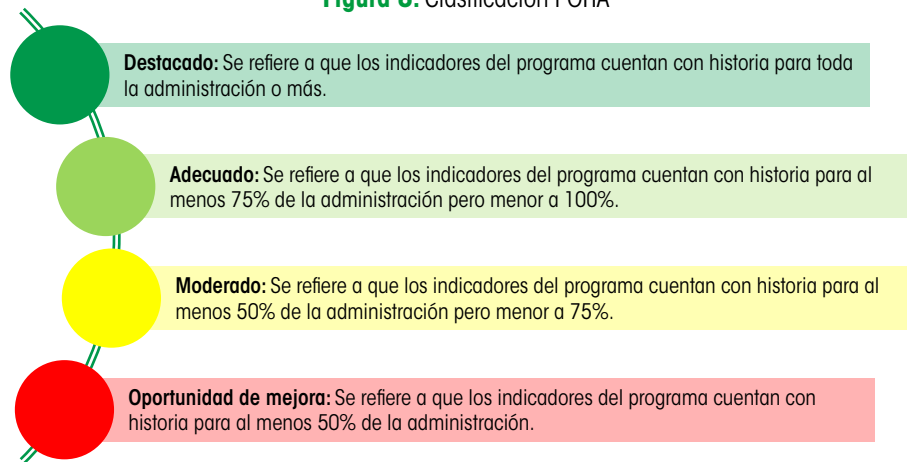 Clasificación POHA
Destacado: Se refiere a que los indicadores del programa cuentan con historia para toda
la administración o más.
Adecuado: Se refiere a que los indicadores del programa cuentan con historia para al
menos 75% de la administración pero menor a 100%.
Moderado: Se refiere a que los indicadores del programa cuentan con historia para al
menos 50% de la administración pero menor a 75%.
Oportunidad de mejora: Se refiere a que los indicadores del programa cuentan con
historia para al menos 50% de la administración.